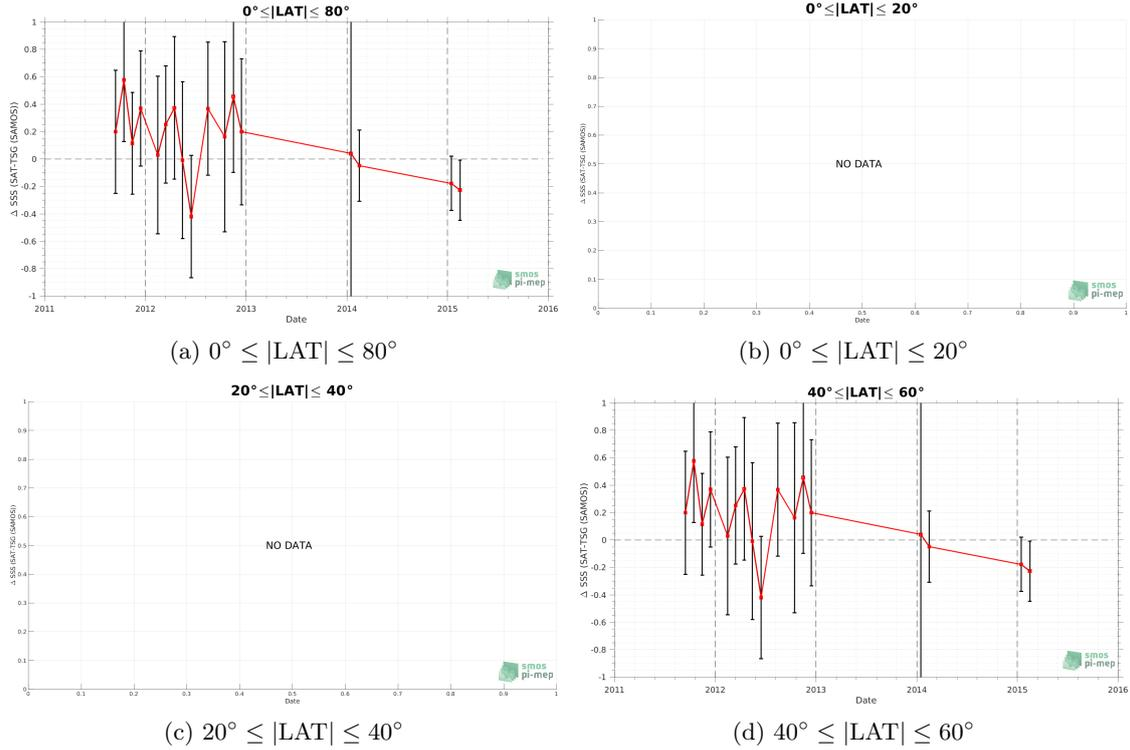 0°≤|LAT|≤ 80°
Δ SSS (SAT-TSG (SAMOS))
1
0.8
0.6
0.4
0.2
0
-0.2
-0.4
-0.6
-0.8
-1
2011 2012 2013 2014 2015 2016
Date
smos
pi-mep
(a) 0° ≤ |LAT| ≤ 80°
0°≤|LAT|≤ 20°
Δ SSS (SAT-TSG (SAMOS))
1
0.9
0.8
0.7
0.6
0.5
0.4
0.3
0.2
0.1
0
NO DATA
0 0.1 0.2 0.3 0.4 0.5 0.6 0.7 0.8 0.9 1
Date
smos
pi-mep
(b) 0° ≤ |LAT| ≤ 20°
20°≤|LAT|≤ 40°
Δ SSS (SAT-TSG (SAMOS))
1
0.9
0.8
0.7
0.6
0.5
0.4
0.3
0.2
0.1
0
NO DATA
0 0.1 0.2 0.3 0.4 0.5 0.6 0.7 0.8 0.9 1
Date
smos
pi-mep
(c) 20° ≤ |LAT| ≤ 40°
40°≤|LAT|≤ 60°
Δ SSS (SAT-TSG (SAMOS))
1
0.8
0.6
0.4
0.2
0
-0.2
-0.4
-0.6
-0.8
-1
2011 2012 2013 2014 2015 2016
Date
smos
pi-mep
(d) 40° ≤ |LAT| ≤ 60°